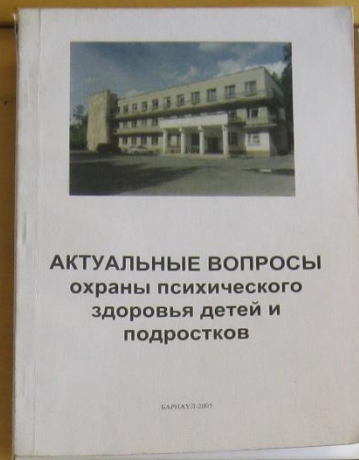 АКТУАЛЬНЫЕ ВОПРОСЫ
охраны психического
здоровья детей и
подростков
БАРНАУЛ-2005